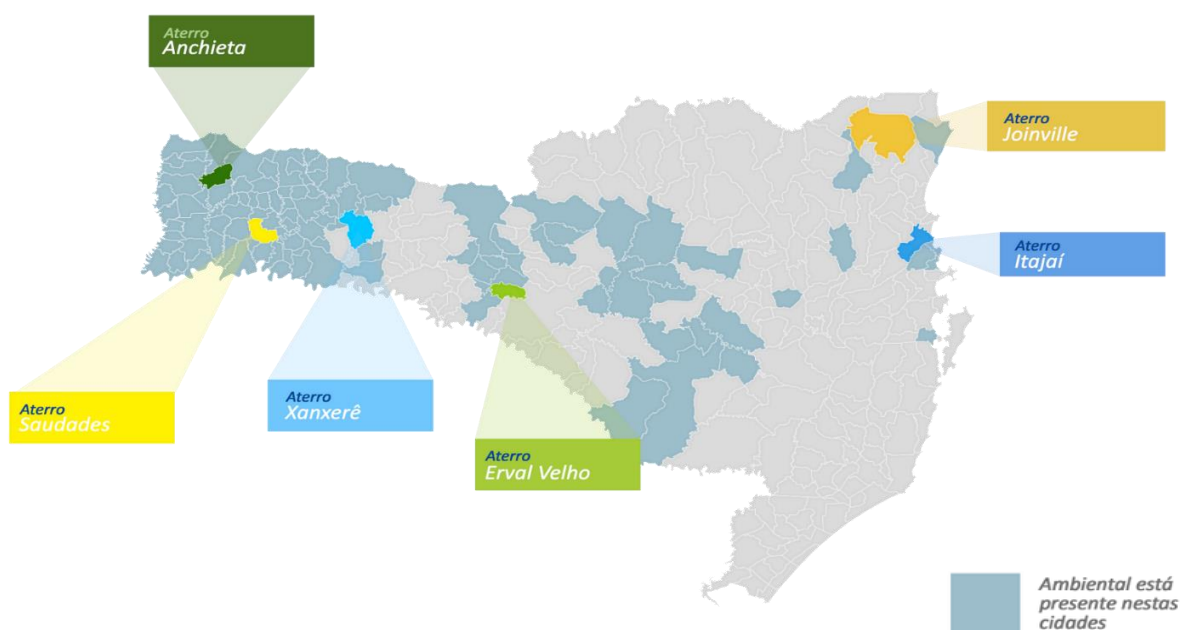 Aterro
Anchieta
Aterro
Joinville
Aterro
Itajaí
Aterro
Saudades
Aterro
Xanxerê
Aterro
Erval Velho
Ambiental está
presente nestas
cidades